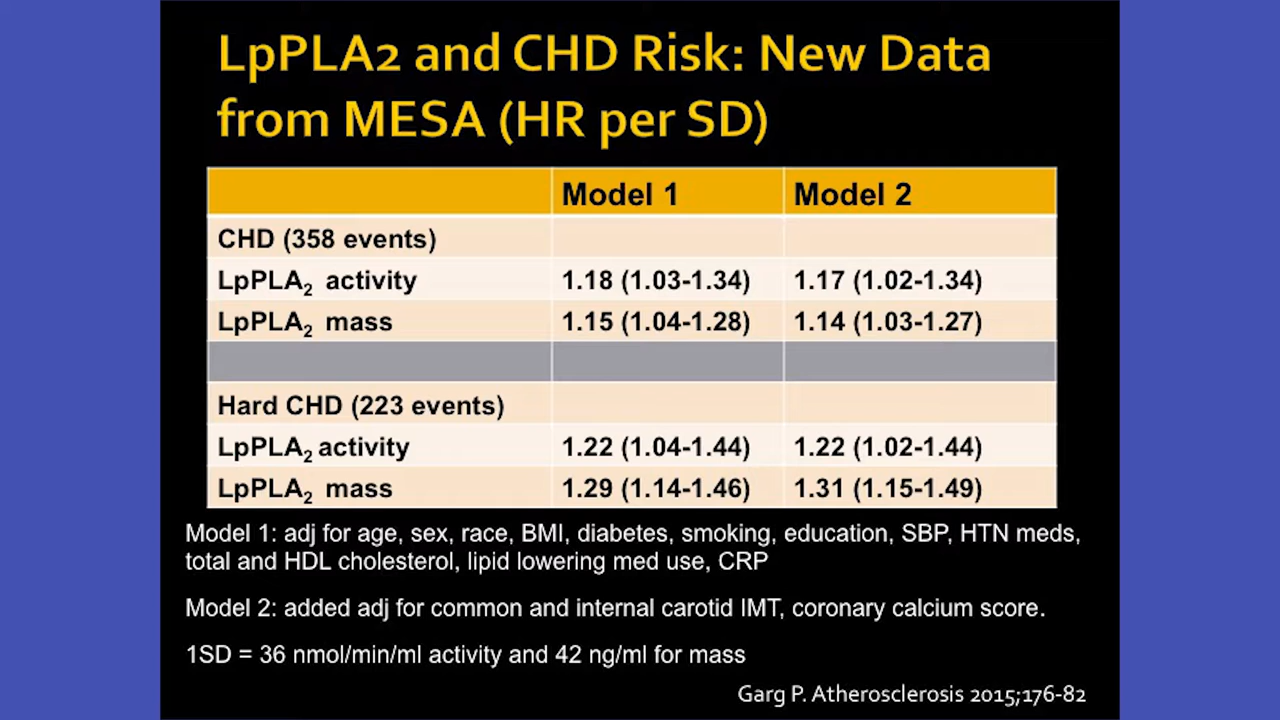 LpPLA2 and CHD Risk: New Data
from MESA (HR per SD)
Model 1 Model 2
CHD (358 events)
LpPLA2 activity 1.18 (1.03-1.34) 1.17 (1.02-1.34)
LpPLA2 mass 1.15 (1.04-1.28) 1.14 (1.03-1.27)
Hard CHD (223 events)
LpPLA2 activity 1.22 (1.04-1.44) 1.22 (1.02-1.44)
LpPLA2 mass 1.29 (1.14-1.46) 1.31 (1.15-1.49)
Model 1: adj for age, sex, race, BMI, diabetes, smoking, education, SBP, HTN meds,
total and HDL cholesterol, lipid lowering med use, CRP
Model 2: added adj for common and internal carotid IMT, coronary calcium score.
1SD = 36 nmol/min/ml activity and 42 ng/ml for mass
Garg P. Atherosclerosis 2015;176-82